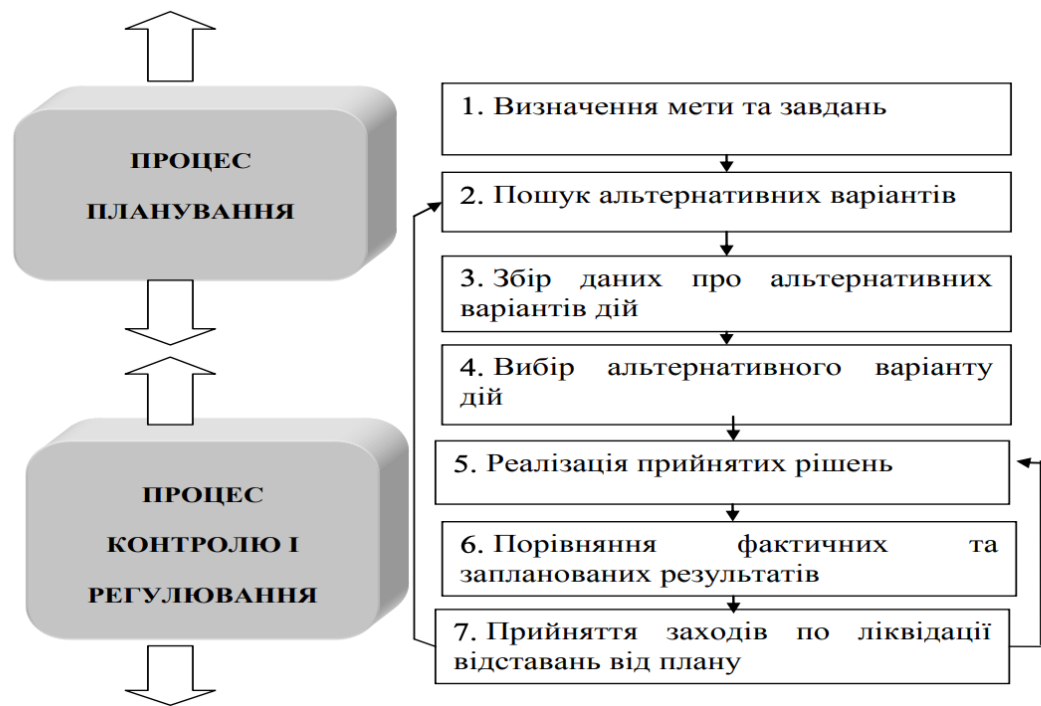 ПРОЦЕС
ПЛАНУВАННЯ
1. Визначення мети та завдань
2. Пошук альтернативних варіантів
3. Збір даних про альтернативних
варіантів дій
4. Вибір альтернативного варіанту
дій
ПРОЦЕС
КОНТРОЛЮ І
РЕГУЛЮВАННЯ
5. Реалізація прийнятих рішень
6. Порівняння фактичних та
запланованих результатів
7. Прийняття заходів по ліквідації
відставань від плану